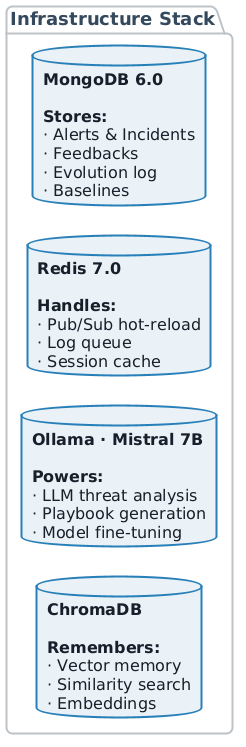 Infrastructure Stack
MongoDB 6.0
Stores:
· Alerts & Incidents
· Feedbacks
· Evolution log
· Baselines
Redis 7.0
Handles:
· Pub/Sub hot-reload
· Log queue
· Session cache
Ollama · Mistral 7B
Powers:
· LLM threat analysis
· Playbook generation
· Model fine-tuning
ChromaDB
Remembers:
· Vector memory
· Similarity search
· Embeddings